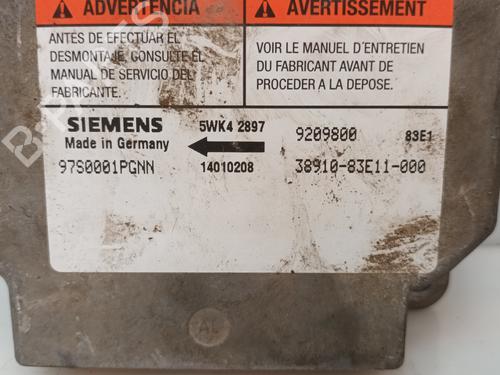 ADVERTENCIA
ANTES DE EFECTUAR EL
DESMONTAJE, CONSULTE EL
MANUAL DE SERVICIO DEL
FABRICANTE.
AVERTISSEMENT
VOIR LE MANUEL D'ENTRETIEN
DU FABRICANT AVANT DE
PROCEDER A LA DEPOSE.
SIEMENS
Made in Germany
97S0001PGNN
5WK4 2897
14010208
9209800
83E1
38910-83E11-000
AL